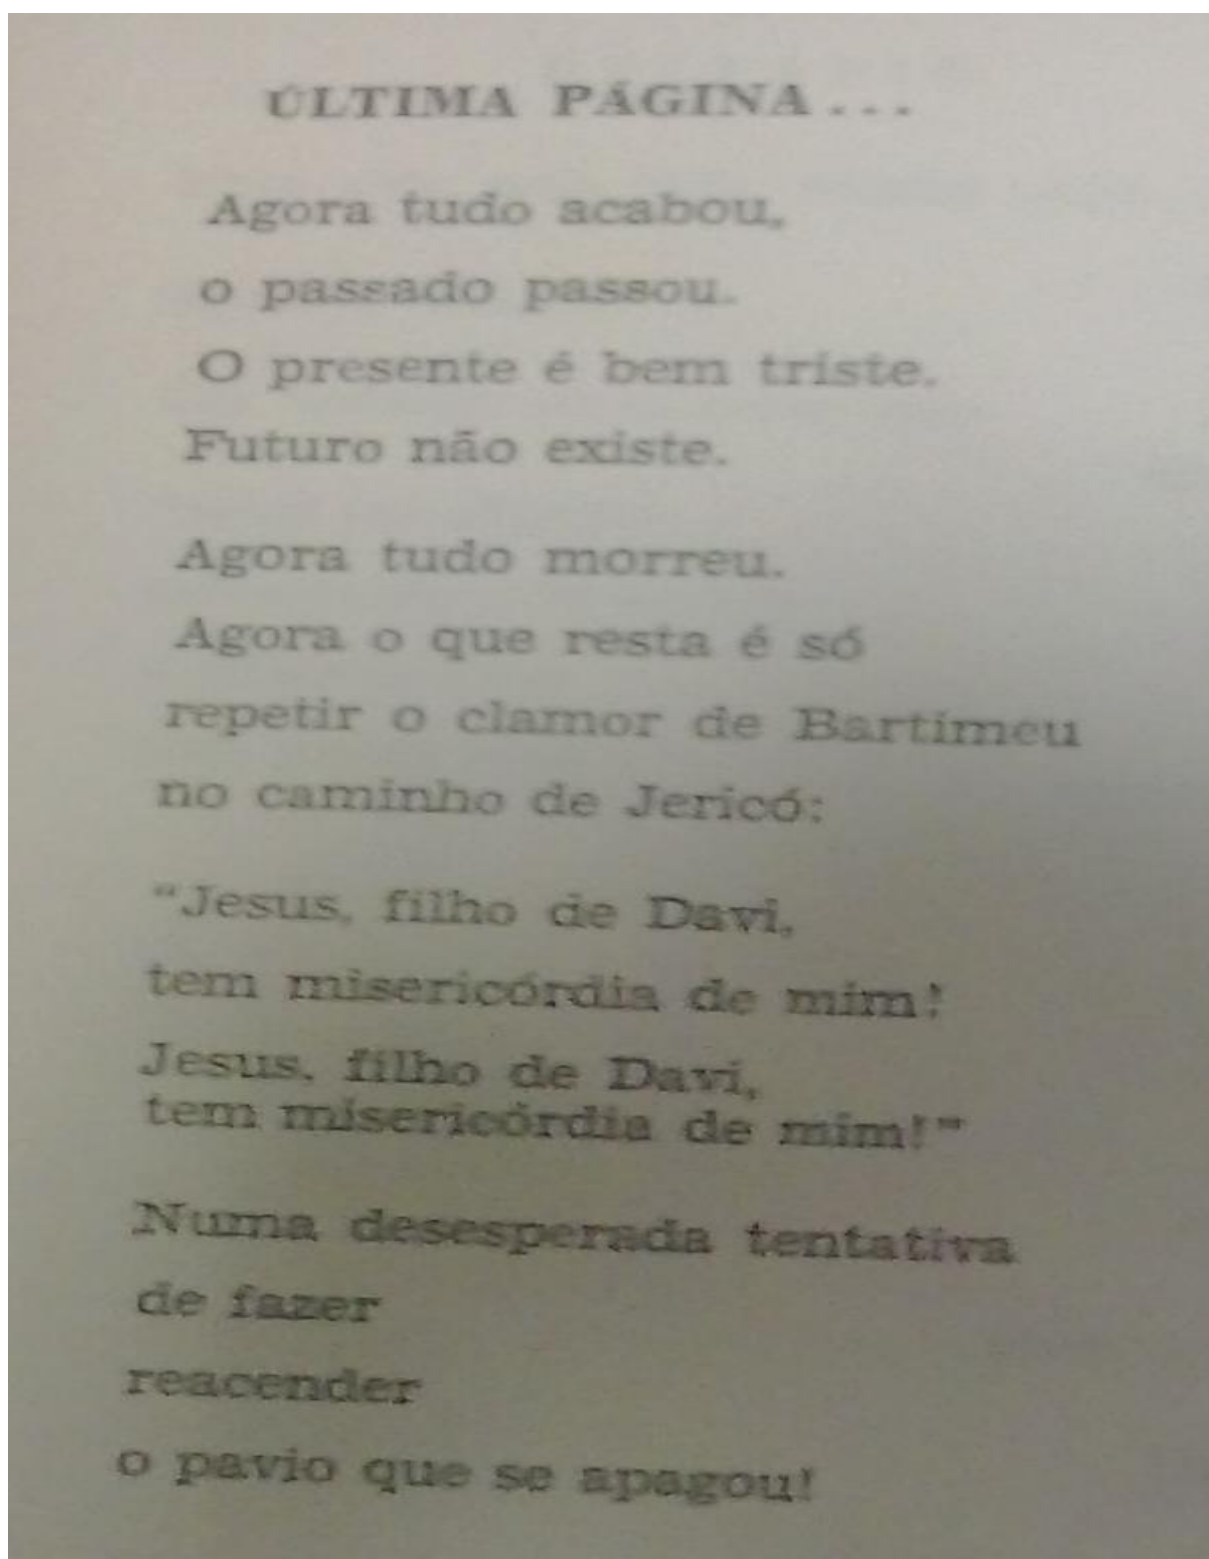 ÚLTIMA PÁGINA...
Agora tudo acabou,
o passado passou.
O presente é bem triste.
Futuro não existe.
Agora tudo morreu.
Agora o que resta é só
repetir o clamor de Bartimeu
no caminho de Jericó:
“Jesus, filho de Davi,
tem misericórdia de mim!
Jesus, filho de Davi,
tem misericórdia de mim!”
Numa desesperada tentativa
de fazer
reacender
o pavio que se apagou!